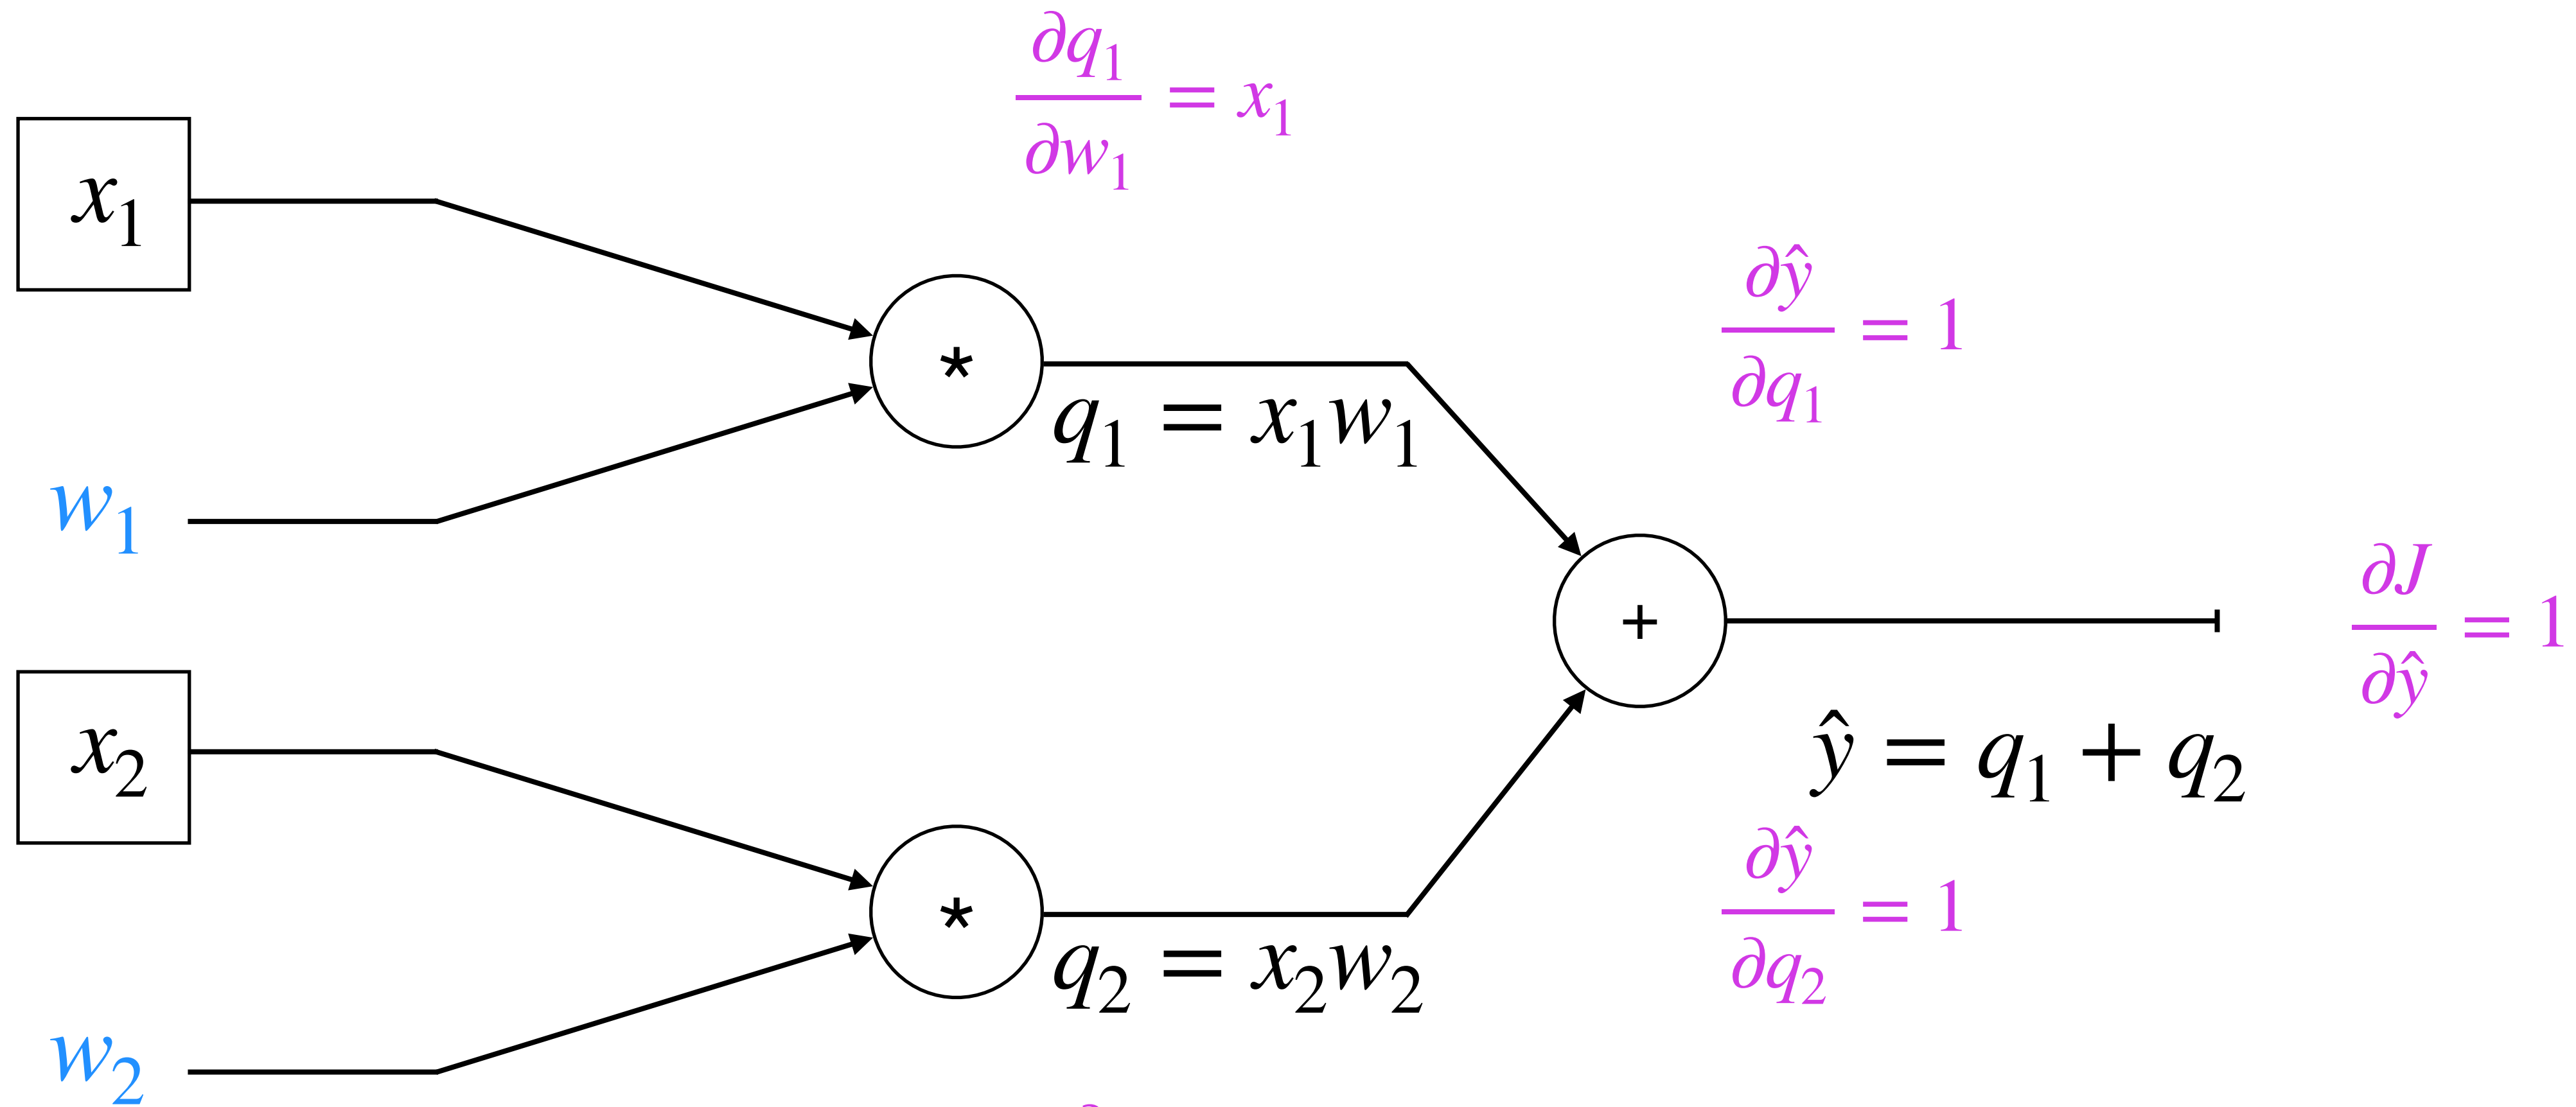 ∂q₁/∂w₁ = x₁
x₁
∂ŷ/∂q₁ = 1
*
q₁ = x₁w₁
w₁
∂J/∂ŷ = 1
+
x₂
ŷ = q₁ + q₂
∂ŷ/∂q₂ = 1
*
q₂ = x₂w₂
w₂